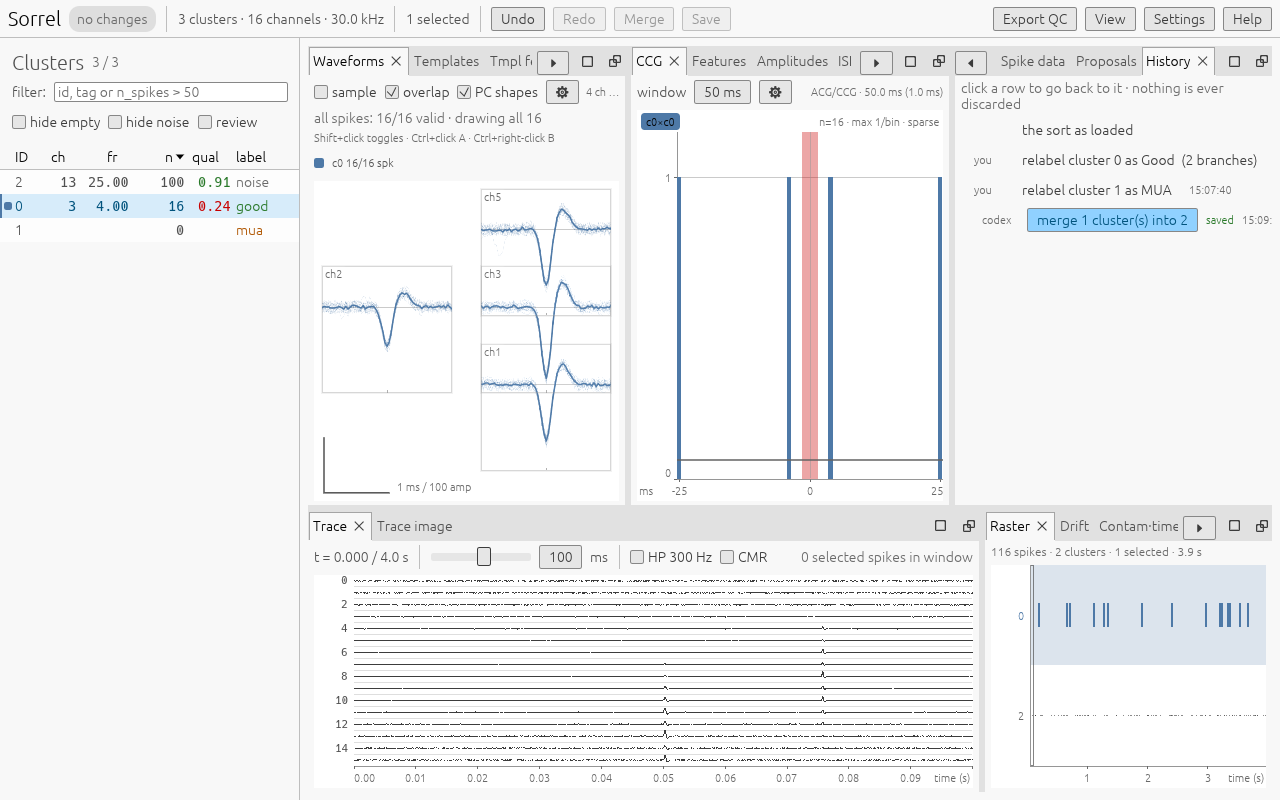 Sorrel no changes 3 clusters · 16 channels · 30.0 kHz 1 selected Undo Redo Merge Save Export QC View Settings Help
Clusters 3 / 3
filter: id, tag or n_spikes > 50
hide empty hide noise review
ID ch fr n qual label
2 13 25.00 100 0.91 noise
0 3 4.00 16 0.24 good
1 0 mua
Waveforms Templates Tmpl
sample overlap PC shapes 4 ch …
all spikes: 16/16 valid · drawing all 16
Shift+click toggles · Ctrl+click A · Ctrl+right-click B
c0 16/16 spk
ch5
ch2
ch3
ch1
1 ms / 100 amp
CCG Features Amplitudes ISI
window 50 ms ACG/CCG · 50.0 ms (1.0 ms)
c0×c0 n=16 · max 1/bin · sparse
1
0
ms -25 0 25
Spike data Proposals History
click a row to go back to it · nothing is ever
discarded
the sort as loaded
you relabel cluster 0 as Good (2 branches)
you relabel cluster 1 as MUA 15:07:40
codex merge 1 cluster(s) into 2 saved 15:09:
Trace Trace image
t = 0.000 / 4.0 s 100 ms HP 300 Hz CMR 0 selected spikes in window
0
2
4
6
8
10
12
14
0.00 0.01 0.02 0.03 0.04 0.05 0.06 0.07 0.08 0.09 time (s)
Raster Drift Contam-time
116 spikes · 2 clusters · 1 selected · 3.9 s
0
2
1 2 3 time (s)